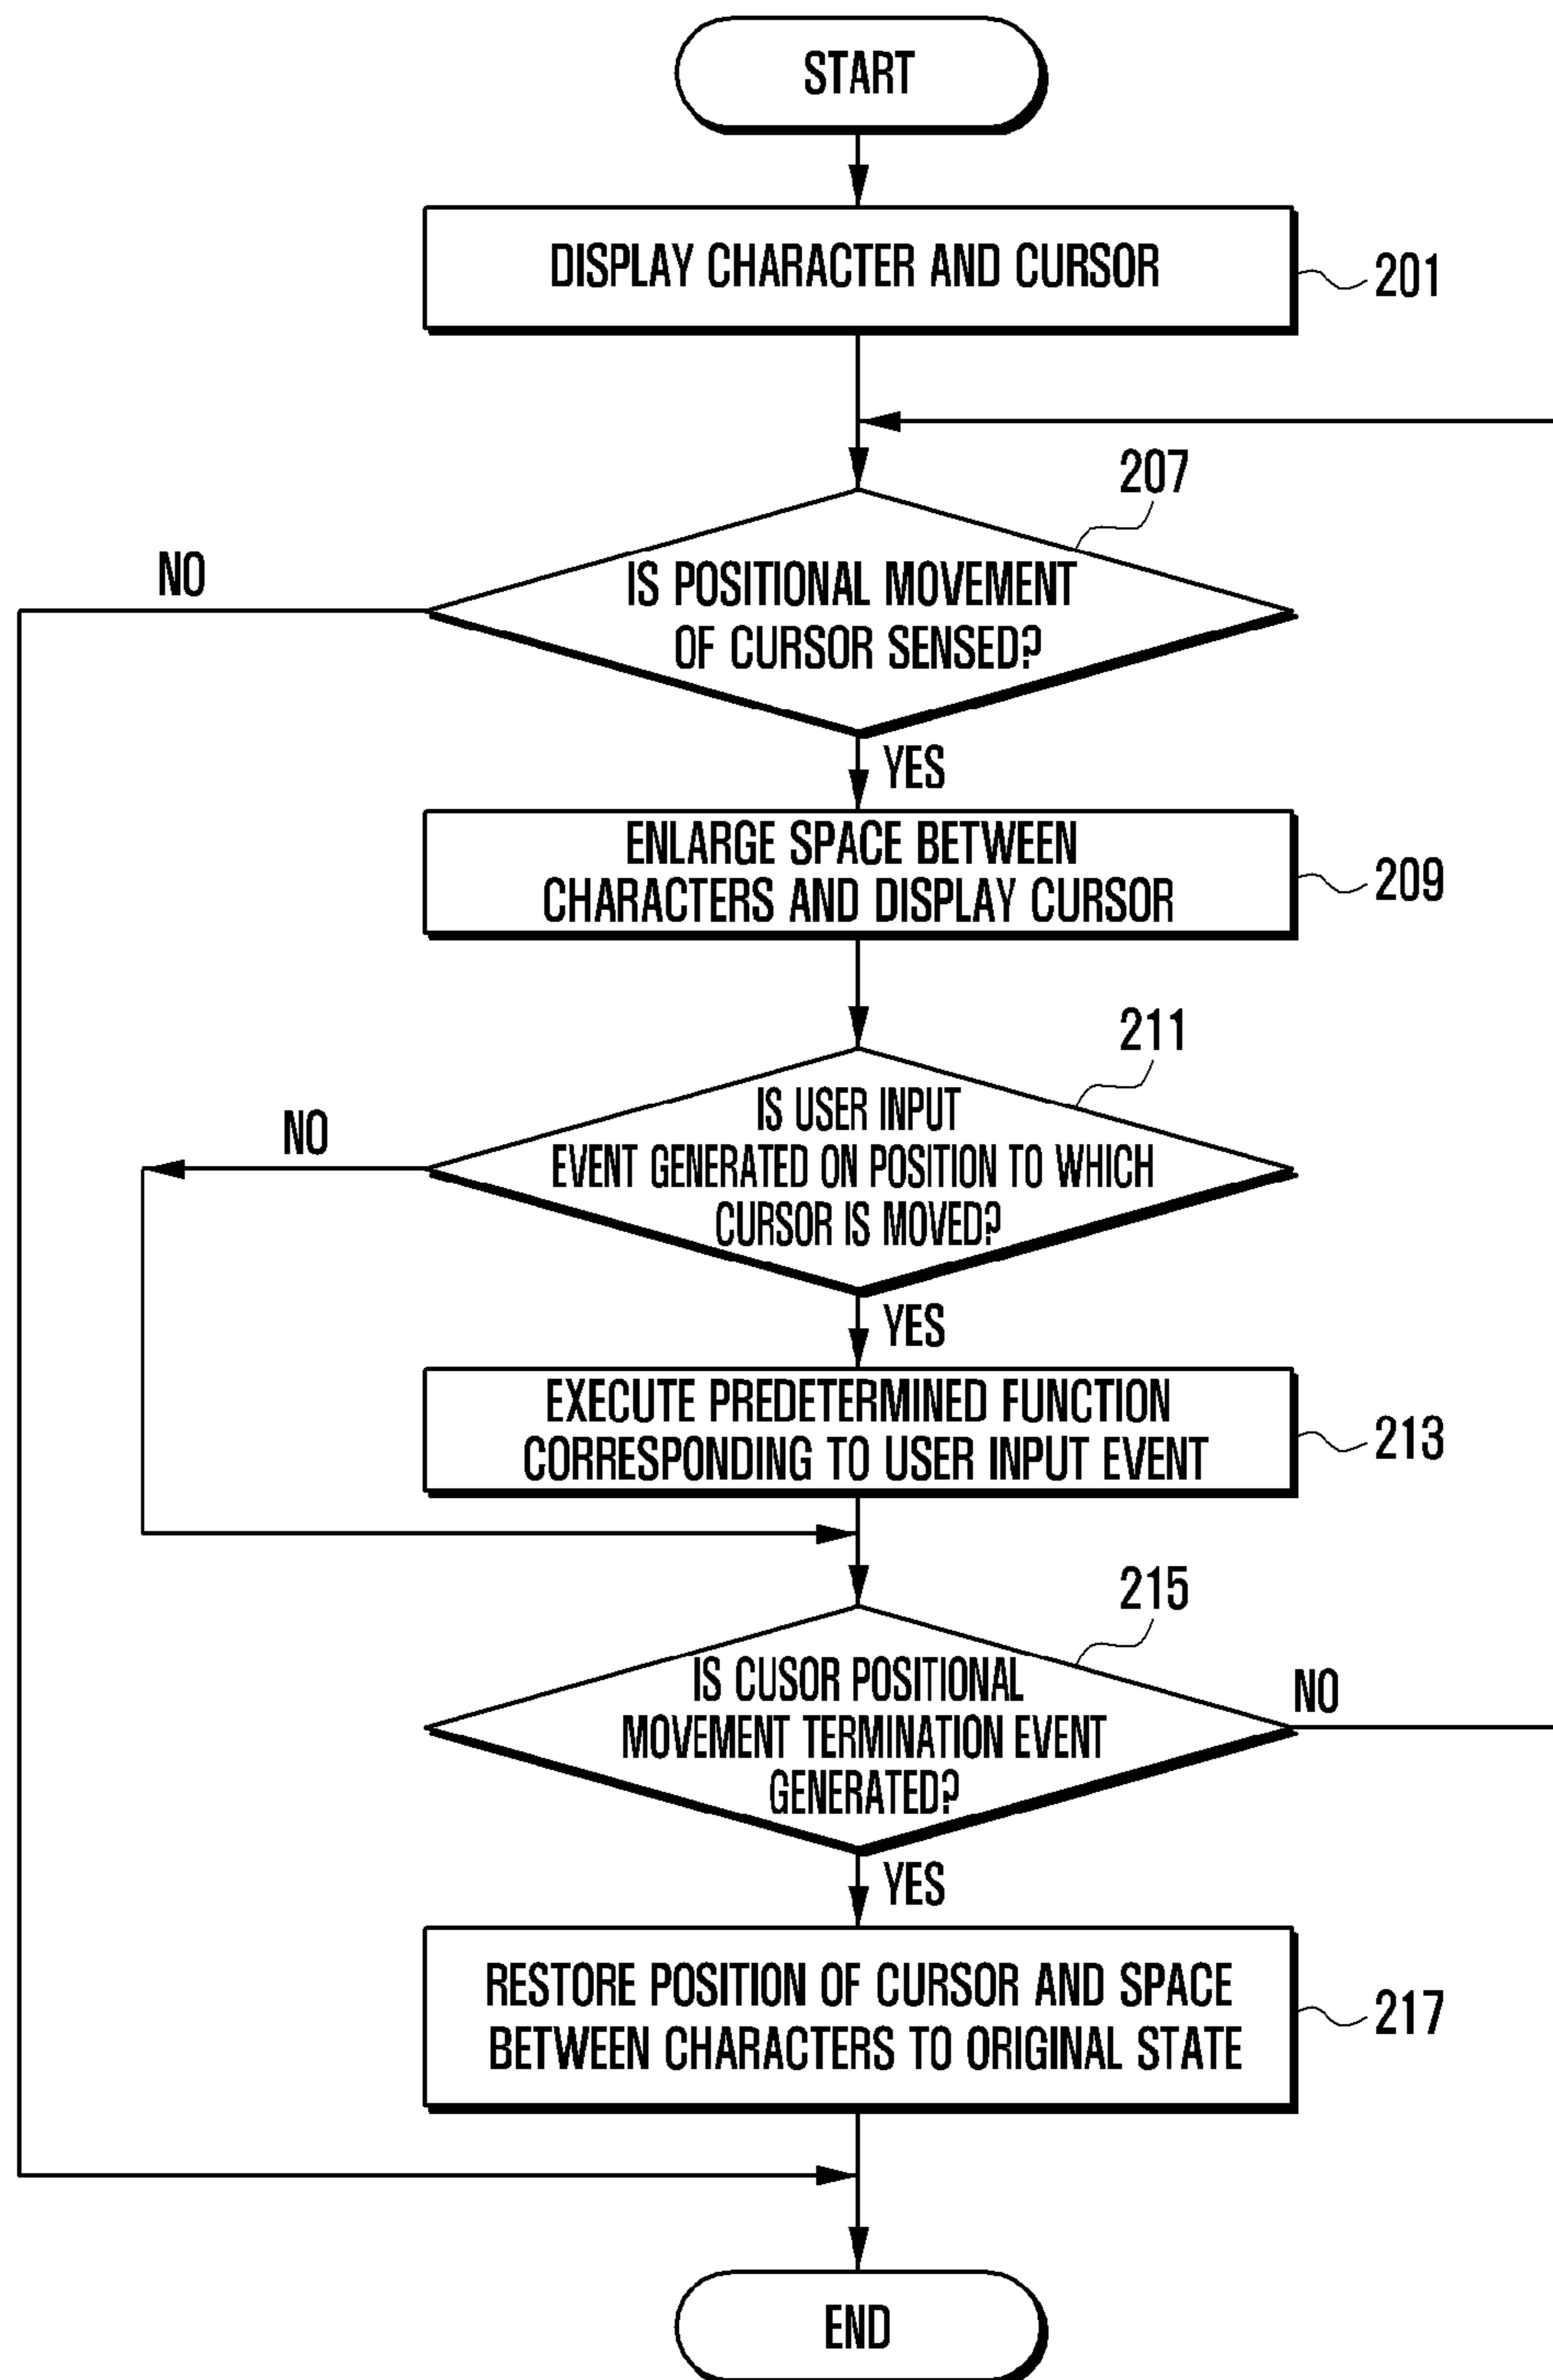 START
DISPLAY CHARACTER AND CURSOR
201
207
NO
IS POSITIONAL MOVEMENT
OF CURSOR SENSED?
YES
ENLARGE SPACE BETWEEN
CHARACTERS AND DISPLAY CURSOR
209
211
NO
IS USER INPUT
EVENT GENERATED ON POSITION TO WHICH
CURSOR IS MOVED?
YES
EXECUTE PREDETERMINED FUNCTION
CORRESPONDING TO USER INPUT EVENT
213
215
IS CUSOR POSITIONAL
MOVEMENT TERMINATION EVENT
GENERATED?
NO
YES
RESTORE POSITION OF CURSOR AND SPACE
BETWEEN CHARACTERS TO ORIGINAL STATE
217
END